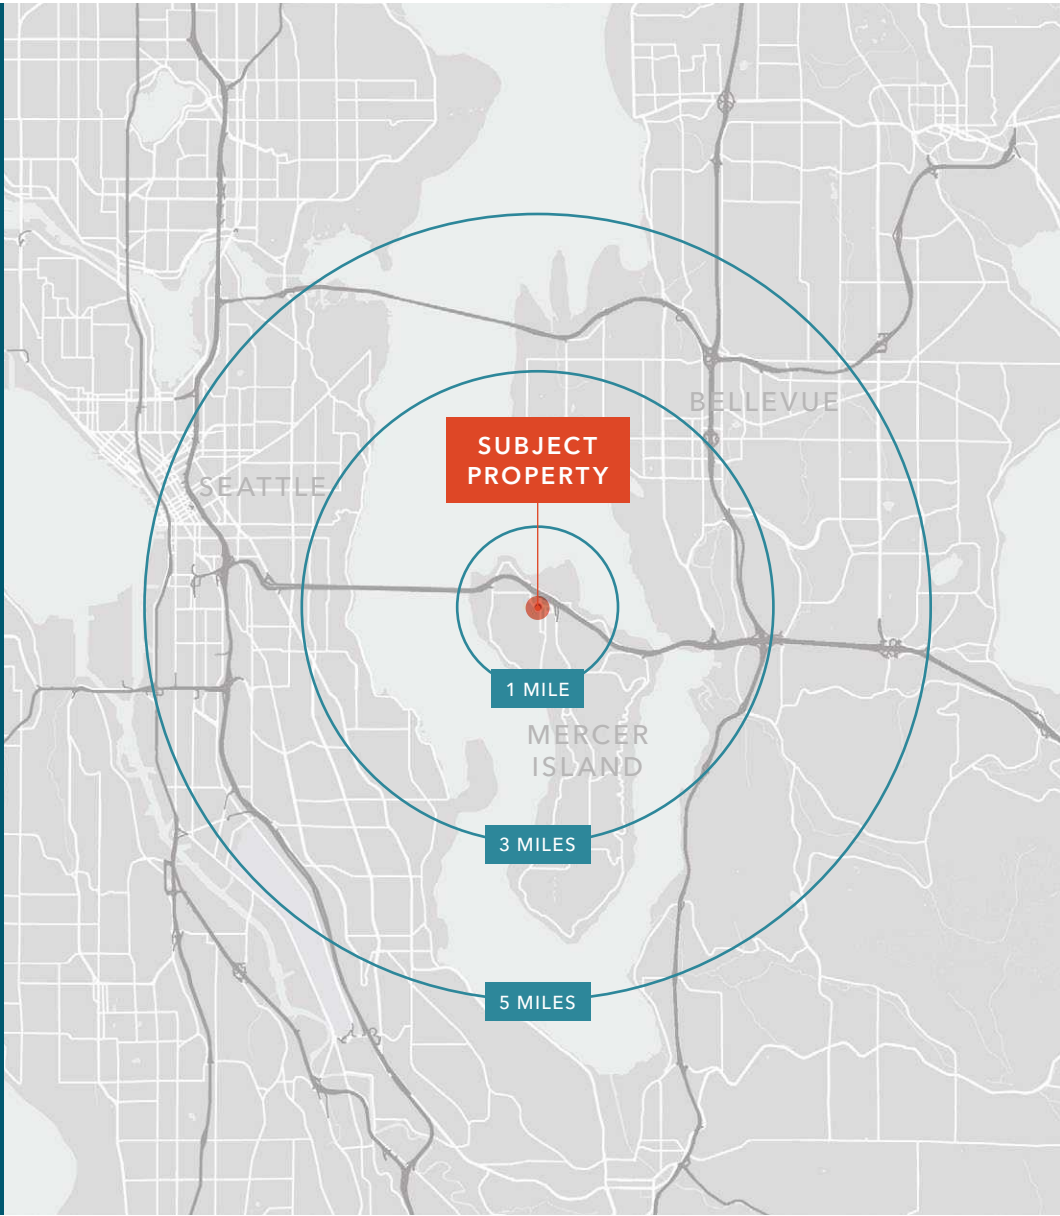 BELLEVUE
SUBJECT
PROPERTY
SEATTLE
1 MILE
MERCER
ISLAND
3 MILES
5 MILES